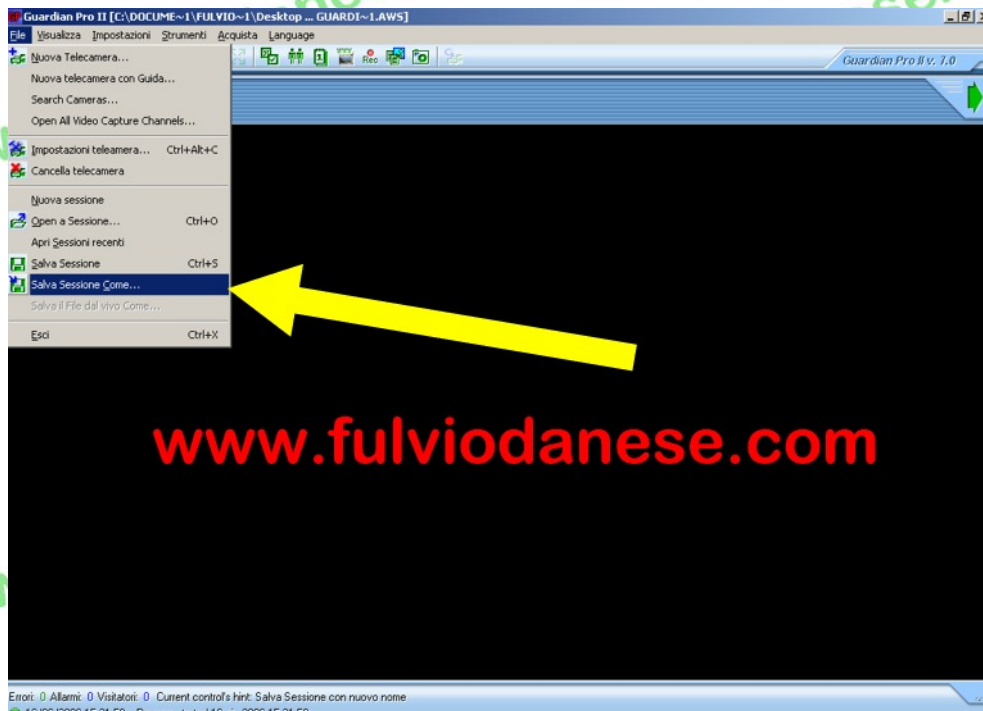 Guardian Pro II [C:\DOCUME~1\FULVIO~1\Desktop ... GUARDI~1.AWS]
File Visualizza Impostazioni Strumenti Acquista Language
Rec
Guardian Pro II v. 7.0
Nuova Telecamera...
Nuova telecamera con Guida...
Search Cameras...
Open All Video Capture Channels...
Impostazioni teleamera... Ctrl+Alt+C
Cancella telecamera
Nuova sessione
Open a Sessione... Ctrl+O
Apri Sessioni recenti
Salva Sessione Ctrl+S
Salva Sessione Come...
Salva il File dal vivo Come...
Esci Ctrl+X
www.fulviodanese.com
Errori: 0 Allarmi: 0 Visitatori: 0 Current control's hint: Salva Sessione con nuovo nome